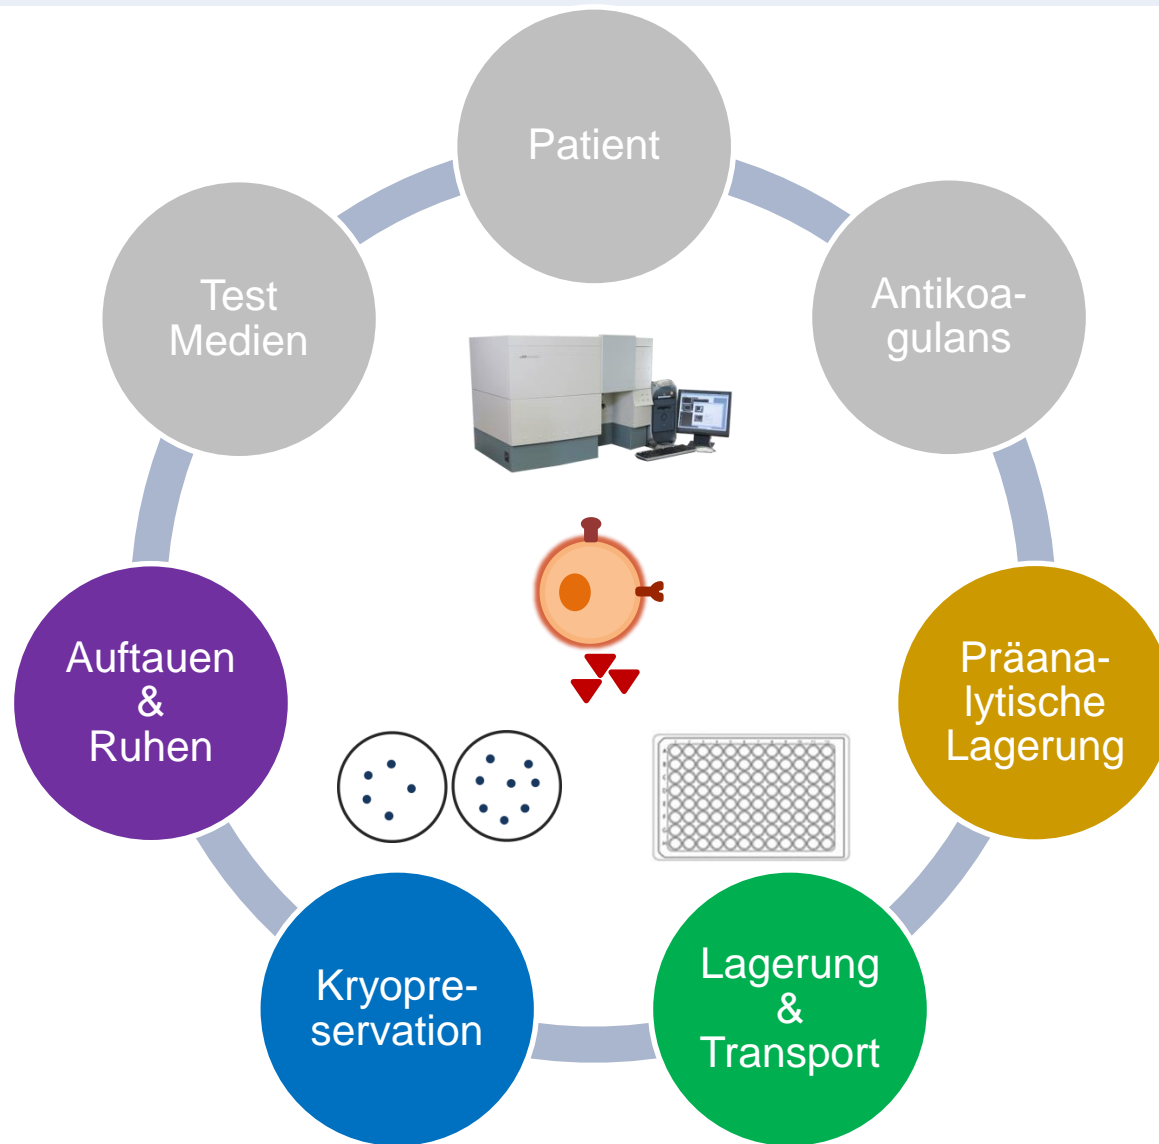 Patient
Antikoa-
gulans
Präana-
lytische
Lagerung
Lagerung
&
Transport
Kryopre-
servation
Auftauen
&
Ruhen
Test
Medien